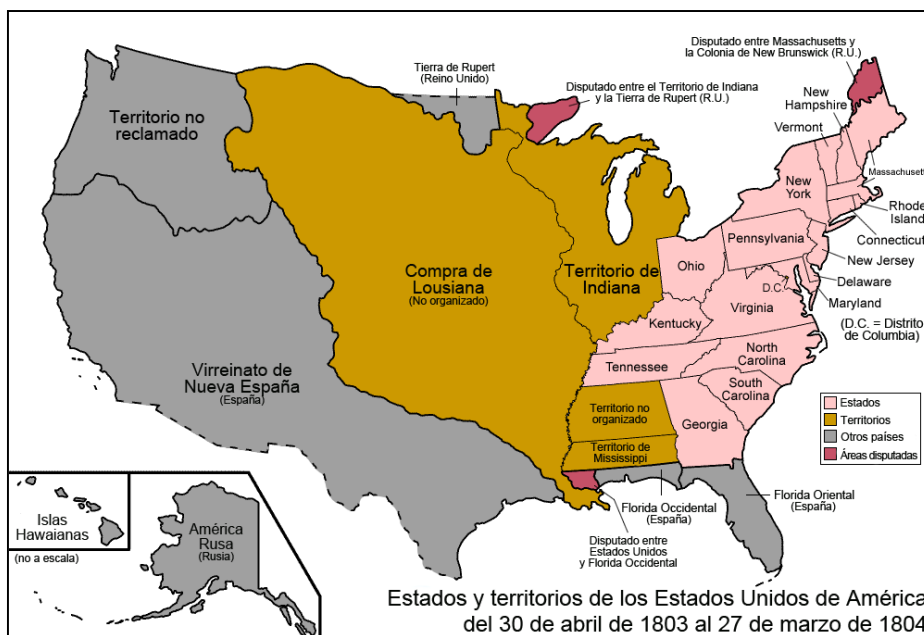 Disputado entre Massachusetts y
la Colonia de New Brunswick (R.U.)
Tierra de Rupert
(Reino Unido)
Disputado entre el Territorio de Indiana
y la Tierra de Rupert (R.U.)
New
Hampshire
Vermont
Territorio no
reclamado
Massachusetts
New
York
Rhode
Island
Connecticut
Pennsylvania
New Jersey
Ohio
Compra de
Lousiana
(No organizado)
Territorio de
Indiana
D.C.
Delaware
Maryland
Virginia
(D.C. = Distrito
de Columbia)
Kentucky
North
Carolina
Tennessee
Virreinato de
Nueva España
(España)
South
Carolina
Territorio no
organizado
Georgia
Estados
Territorios
Otros países
Áreas disputadas
Territorio de
Mississippi
Florida Occidental
(España)
Florida Oriental
(España)
Disputado entre
Estados Unidos
y Florida Occidental
Islas
Hawaianas
(no a escala)
América
Rusa
(Rusia)
Estados y territorios de los Estados Unidos de América
del 30 de abril de 1803 al 27 de marzo de 1804